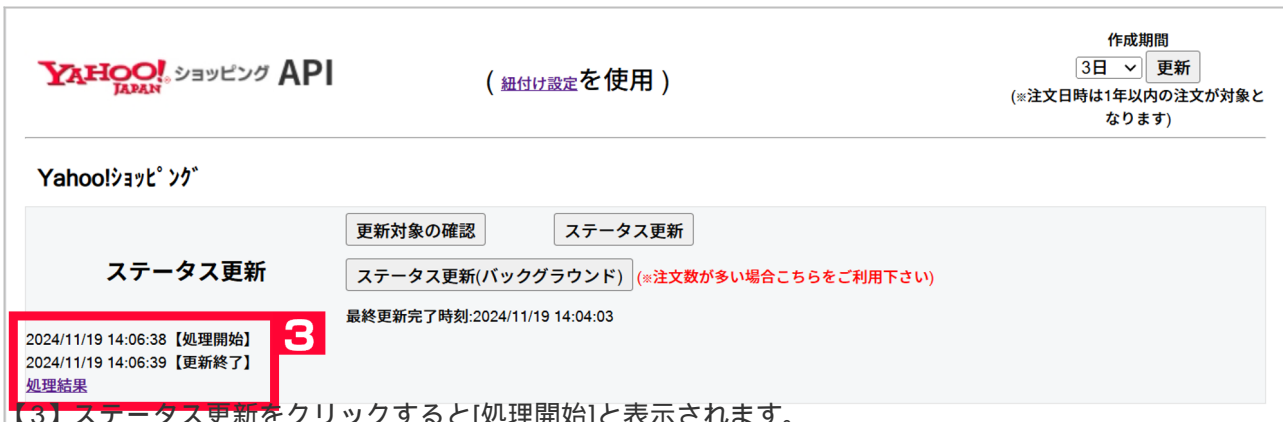 YAHOO! JAPAN ショッピング API
( 紐付け設定を使用 )
作成期間
3日 更新
(※注文日時は1年以内の注文が対象と
なります)
Yahoo!ｼｮｯﾋﾟﾝｸﾞ
更新対象の確認 ステータス更新
ステータス更新
ステータス更新(バックグラウンド) (※注文数が多い場合こちらをご利用下さい)
最終更新完了時刻:2024/11/19 14:04:03
3
2024/11/19 14:06:38【処理開始】
2024/11/19 14:06:39【更新終了】
処理結果
【3】ステータス更新をクリックすると[処理開始]と表示されます。